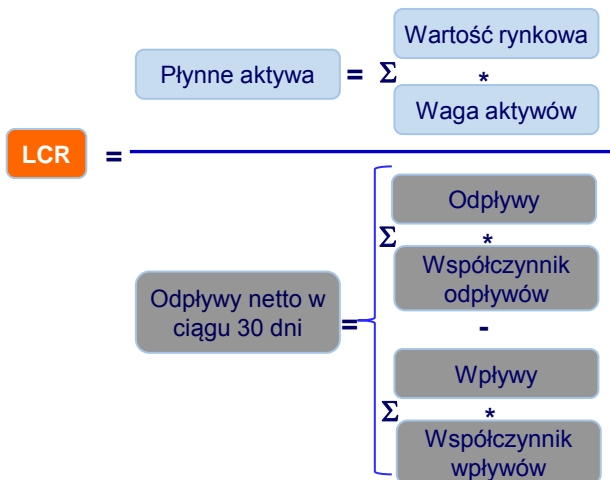 Wartość rynkowa
Płynne aktywa = Σ *
Waga aktywów
LCR =
Odpływy
Σ *
Współczynnik
odpływów
Odpływy netto w
ciągu 30 dni =
-
Wpływy
Σ *
Współczynnik
wpływów